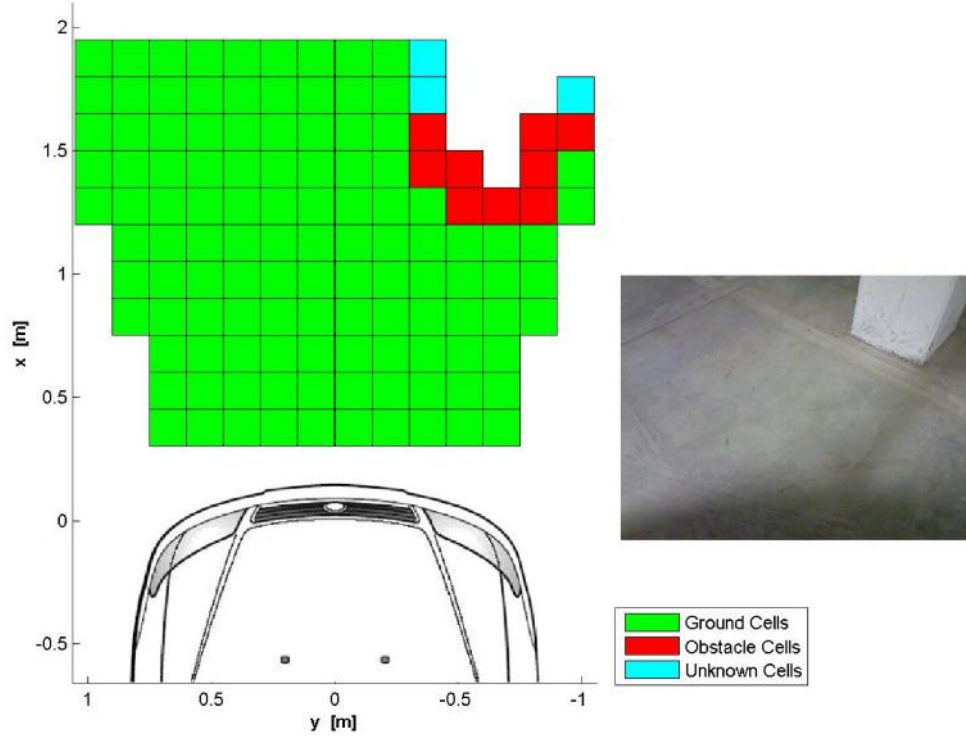 2
1.5
1
0.5
0
-0.5
x [m]
1
0.5
0
-0.5
-1
y [m]
Ground Cells
Obstacle Cells
Unknown Cells